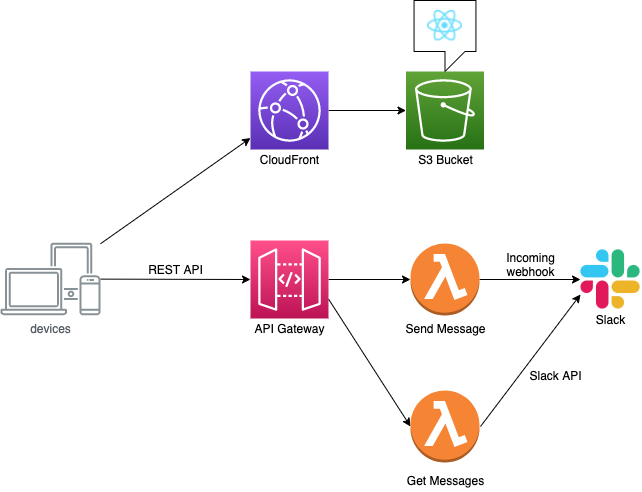 CloudFront
S3 Bucket
devices
REST API
API Gateway
Send Message
Incoming
webhook
Slack
Slack API
Get Messages